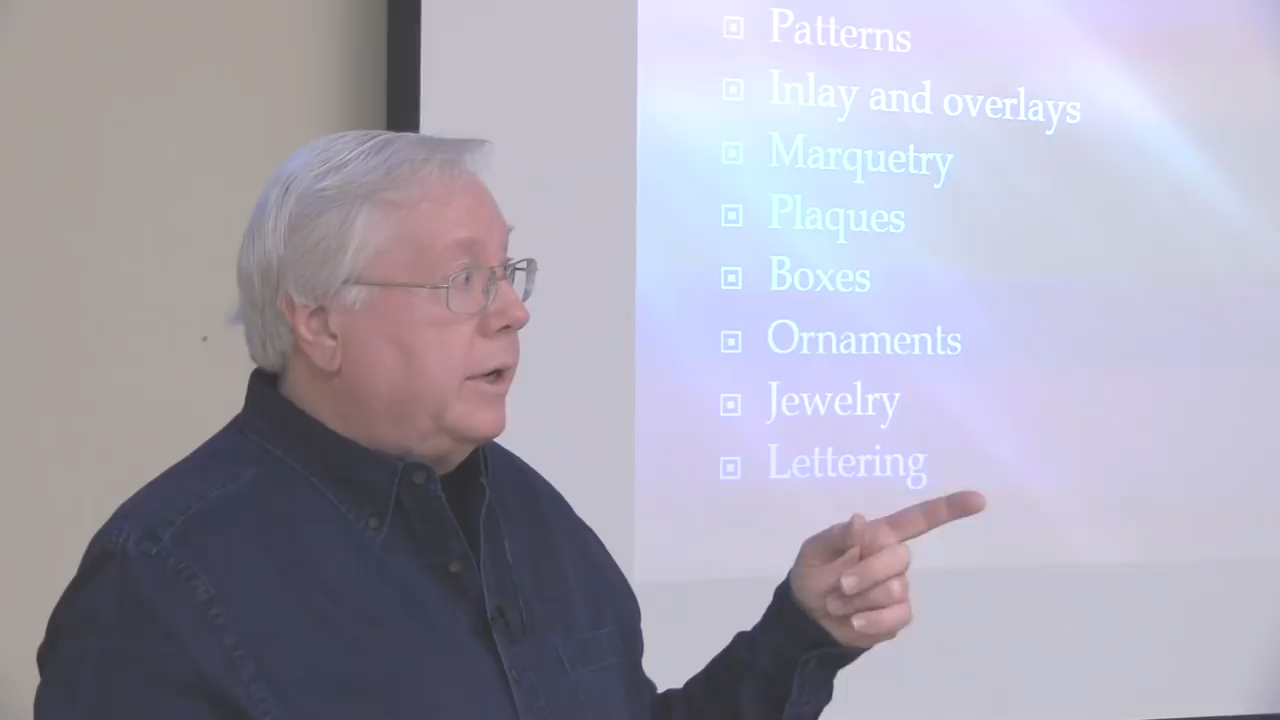 Patterns
Inlay and overlays
Marquetry
Plaques
Boxes
Ornaments
Jewelry
Lettering